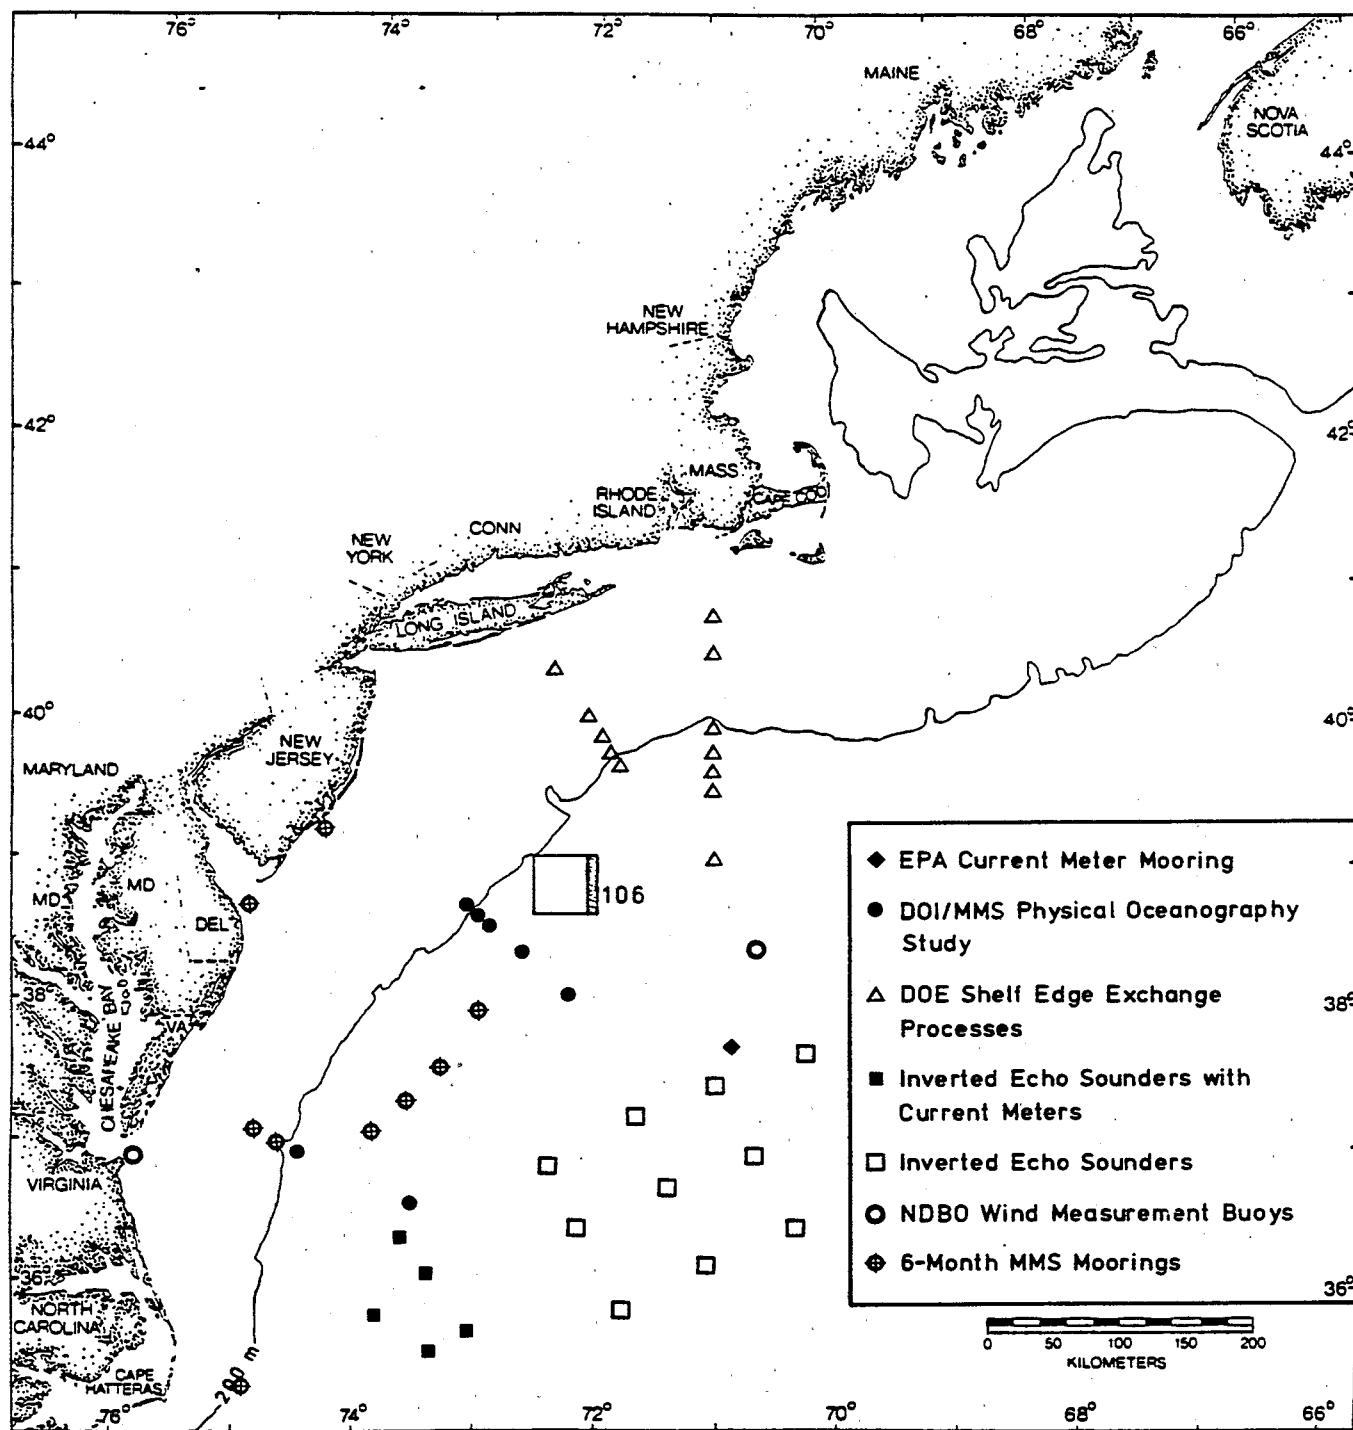 76° 74° 72° 70° 68° 66°
MAINE
NOVA
SCOTIA
44° 44°
NEW
HAMPSHIRE
42° 42°
MASS
RHODE
ISLAND
CAPE COD
CONN
NEW
YORK
LONG ISLAND
40° 40°
NEW
JERSEY
MARYLAND
MD
MD
DEL
106
38° 38°
CHESAPEAKE BAY
VA
VIRGINIA
36° 36°
NORTH
CAROLINA
CAPE
HATTERAS
200 m
EPA Current Meter Mooring
DOI/MMS Physical Oceanography
Study
DOE Shelf Edge Exchange
Processes
Inverted Echo Sounders with
Current Meters
Inverted Echo Sounders
NDBO Wind Measurement Buoys
6-Month MMS Moorings
0 50 100 150 200
KILOMETERS
76° 74° 72° 70° 68° 66°